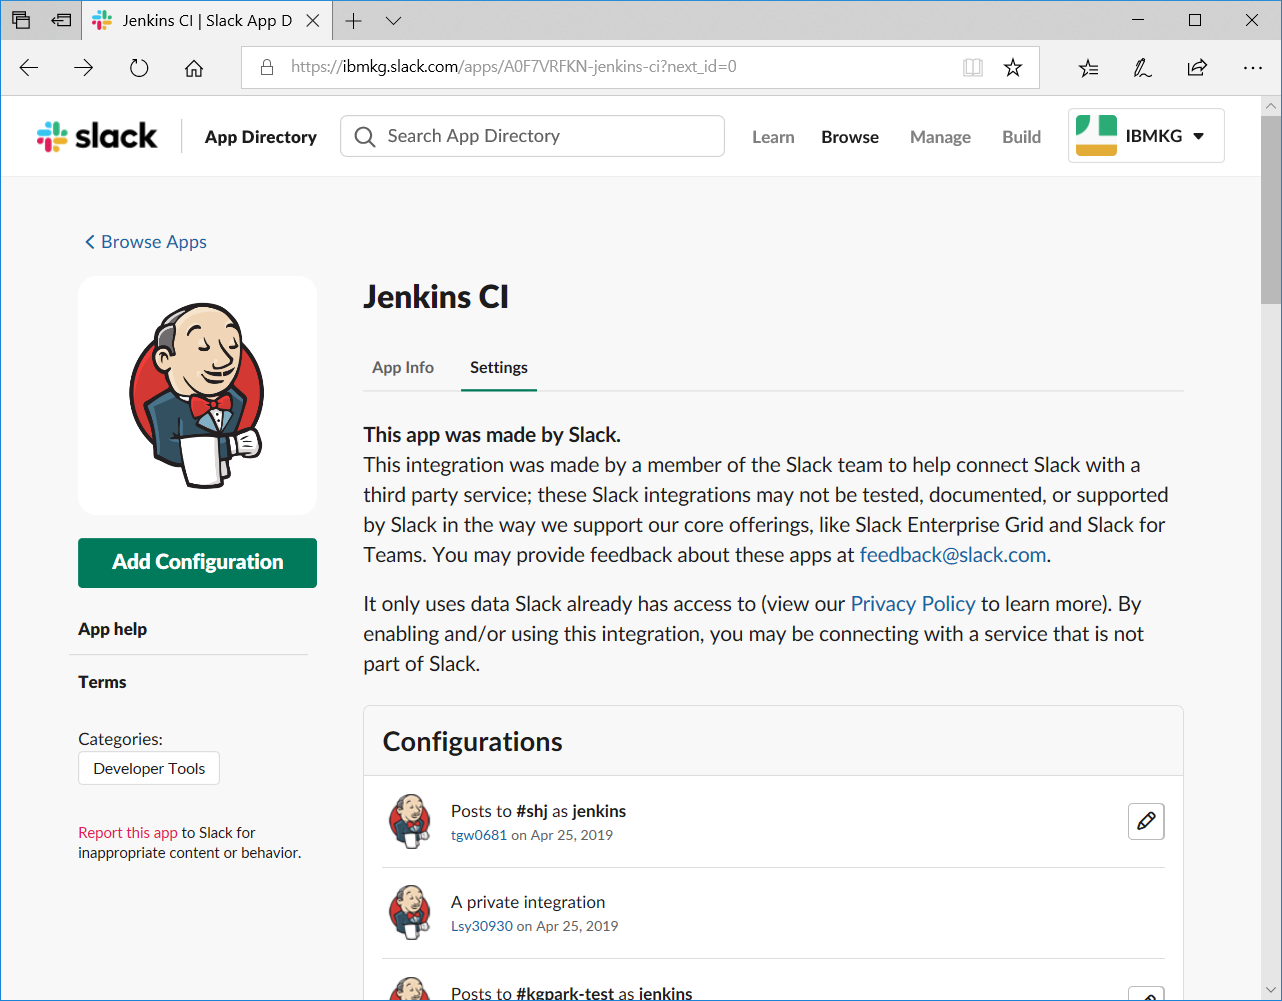 Jenkins CI | Slack App D
https://ibmkg.slack.com/apps/A0F7VRFKN-jenkins-ci?next_id=0
slack
App Directory
Search App Directory
Learn
Browse
Manage
Build
IBMKG
Browse Apps
Jenkins CI
App Info
Settings
This app was made by Slack.
This integration was made by a member of the Slack team to help connect Slack with a
third party service; these Slack integrations may not be tested, documented, or supported
by Slack in the way we support our core offerings, like Slack Enterprise Grid and Slack for
Teams. You may provide feedback about these apps at feedback@slack.com.
It only uses data Slack already has access to (view our Privacy Policy to learn more). By
enabling and/or using this integration, you may be connecting with a service that is not
part of Slack.
Add Configuration
App help
Terms
Categories:
Developer Tools
Report this app to Slack for
inappropriate content or behavior.
Configurations
Posts to #shj as jenkins
tgw0681 on Apr 25, 2019
A private integration
Lsy30930 on Apr 25, 2019
Posts to #kgpark-test as jenkins